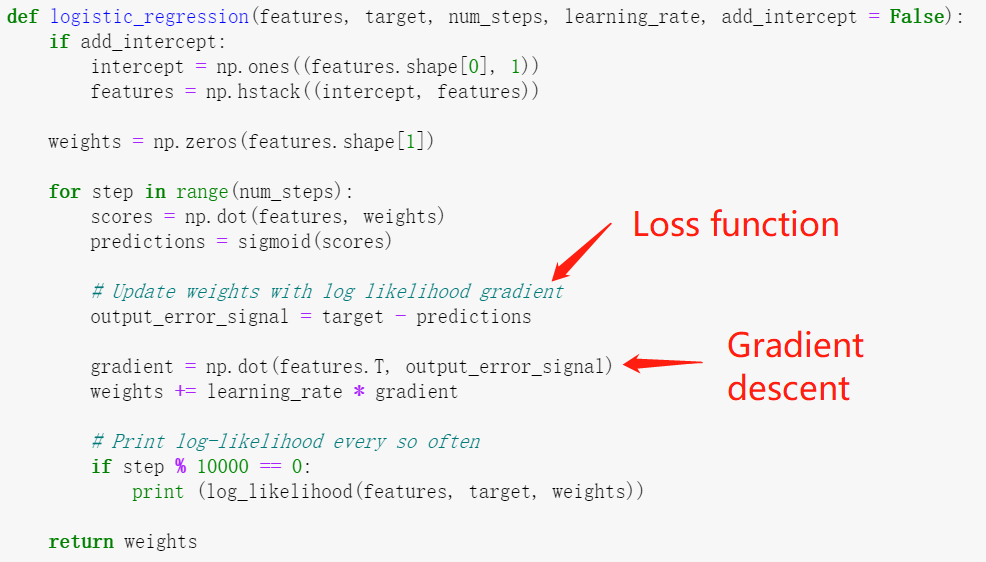 def logistic_regression(features, target, num_steps, learning_rate, add_intercept = False):
    if add_intercept:
        intercept = np.ones((features.shape[0], 1))
        features = np.hstack((intercept, features))

    weights = np.zeros(features.shape[1])

    for step in range(num_steps):
        scores = np.dot(features, weights)
        predictions = sigmoid(scores)
Loss function

        # Update weights with log likelihood gradient
        output_error_signal = target - predictions

        gradient = np.dot(features.T, output_error_signal)
        weights += learning_rate * gradient
Gradient
descent

        # Print log-likelihood every so often
        if step % 10000 == 0:
            print (log_likelihood(features, target, weights))

    return weights